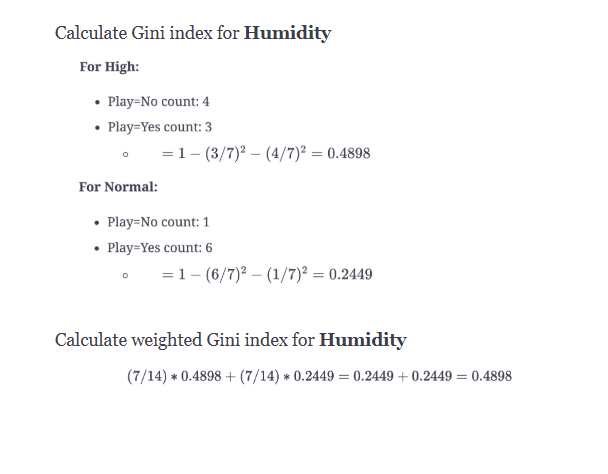 Calculate Gini index for Humidity
For High:
• Play=No count: 4
• Play=Yes count: 3
◦ = 1 − (3/7)² − (4/7)² = 0.4898
For Normal:
• Play=No count: 1
• Play=Yes count: 6
◦ = 1 − (6/7)² − (1/7)² = 0.2449
Calculate weighted Gini index for Humidity
(7/14) ∗ 0.4898 + (7/14) ∗ 0.2449 = 0.2449 + 0.2449 = 0.4898